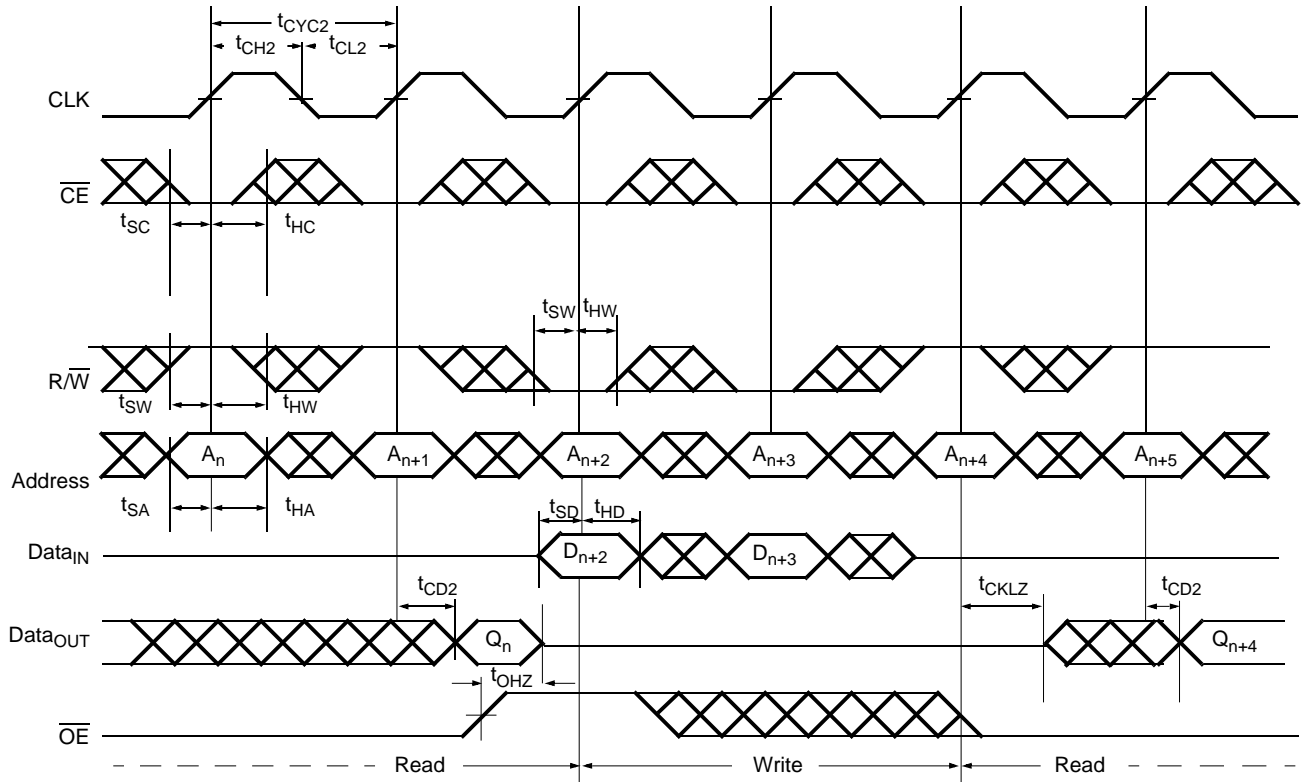 tCYC2
tCH2 tCL2
CLK
CE
tSC tHC
tSW tHW
R/W
tSW tHW
Address An An+1 An+2 An+3 An+4 An+5
tSA tHA
tSD tHD
DataIN Dn+2 Dn+3
tCD2 tCKLZ tCD2
DataOUT Qn Qn+4
tOHZ
OE
Read Write Read